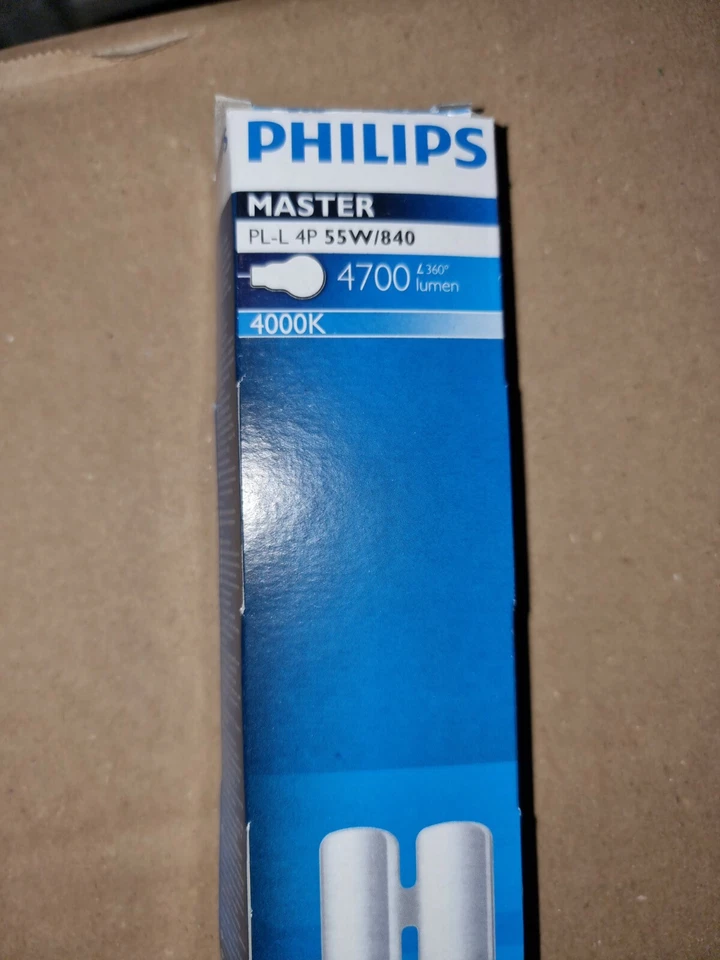 PHILIPS
MASTER
PL-L 4P 55W/840
4700 ∠360° lumen
4000K